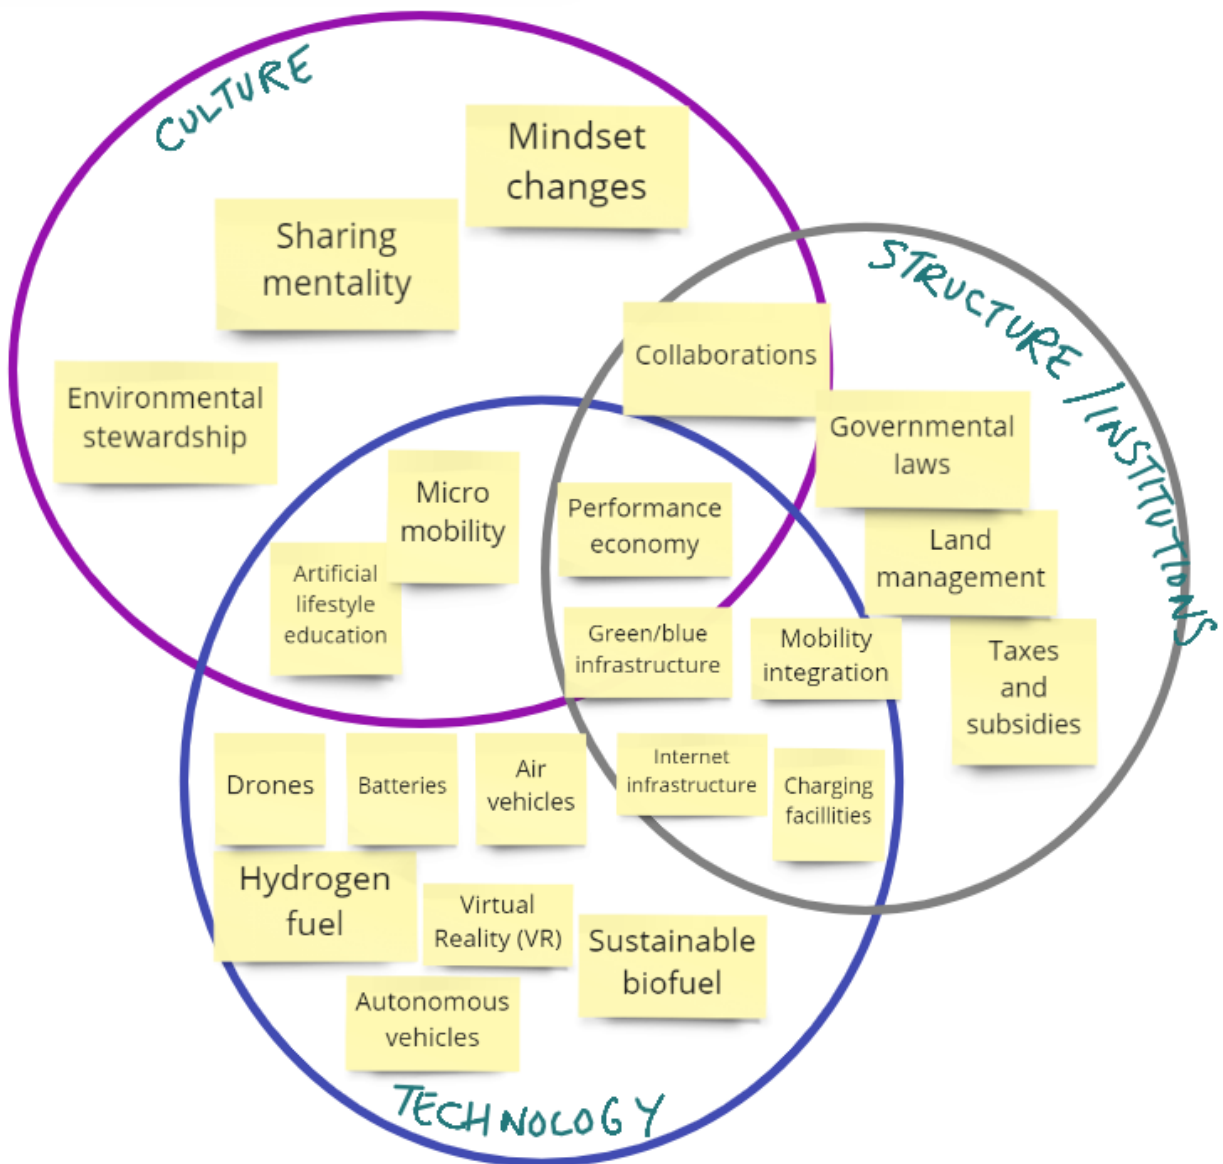 CULTURE
Mindset
changes
Sharing
mentality
STRUCTURE / INSTITUTIONS
Collaborations
Environmental
stewardship
Governmental
laws
Micro
mobility
Performance
economy
Land
management
Artificial
lifestyle
education
Green/blue
infrastructure
Mobility
integration
Taxes
and
subsidies
Drones
Batteries
Air
vehicles
Internet
infrastructure
Charging
facillities
Hydrogen
fuel
Virtual
Reality (VR)
Sustainable
biofuel
Autonomous
vehicles
TECHNOLOGY